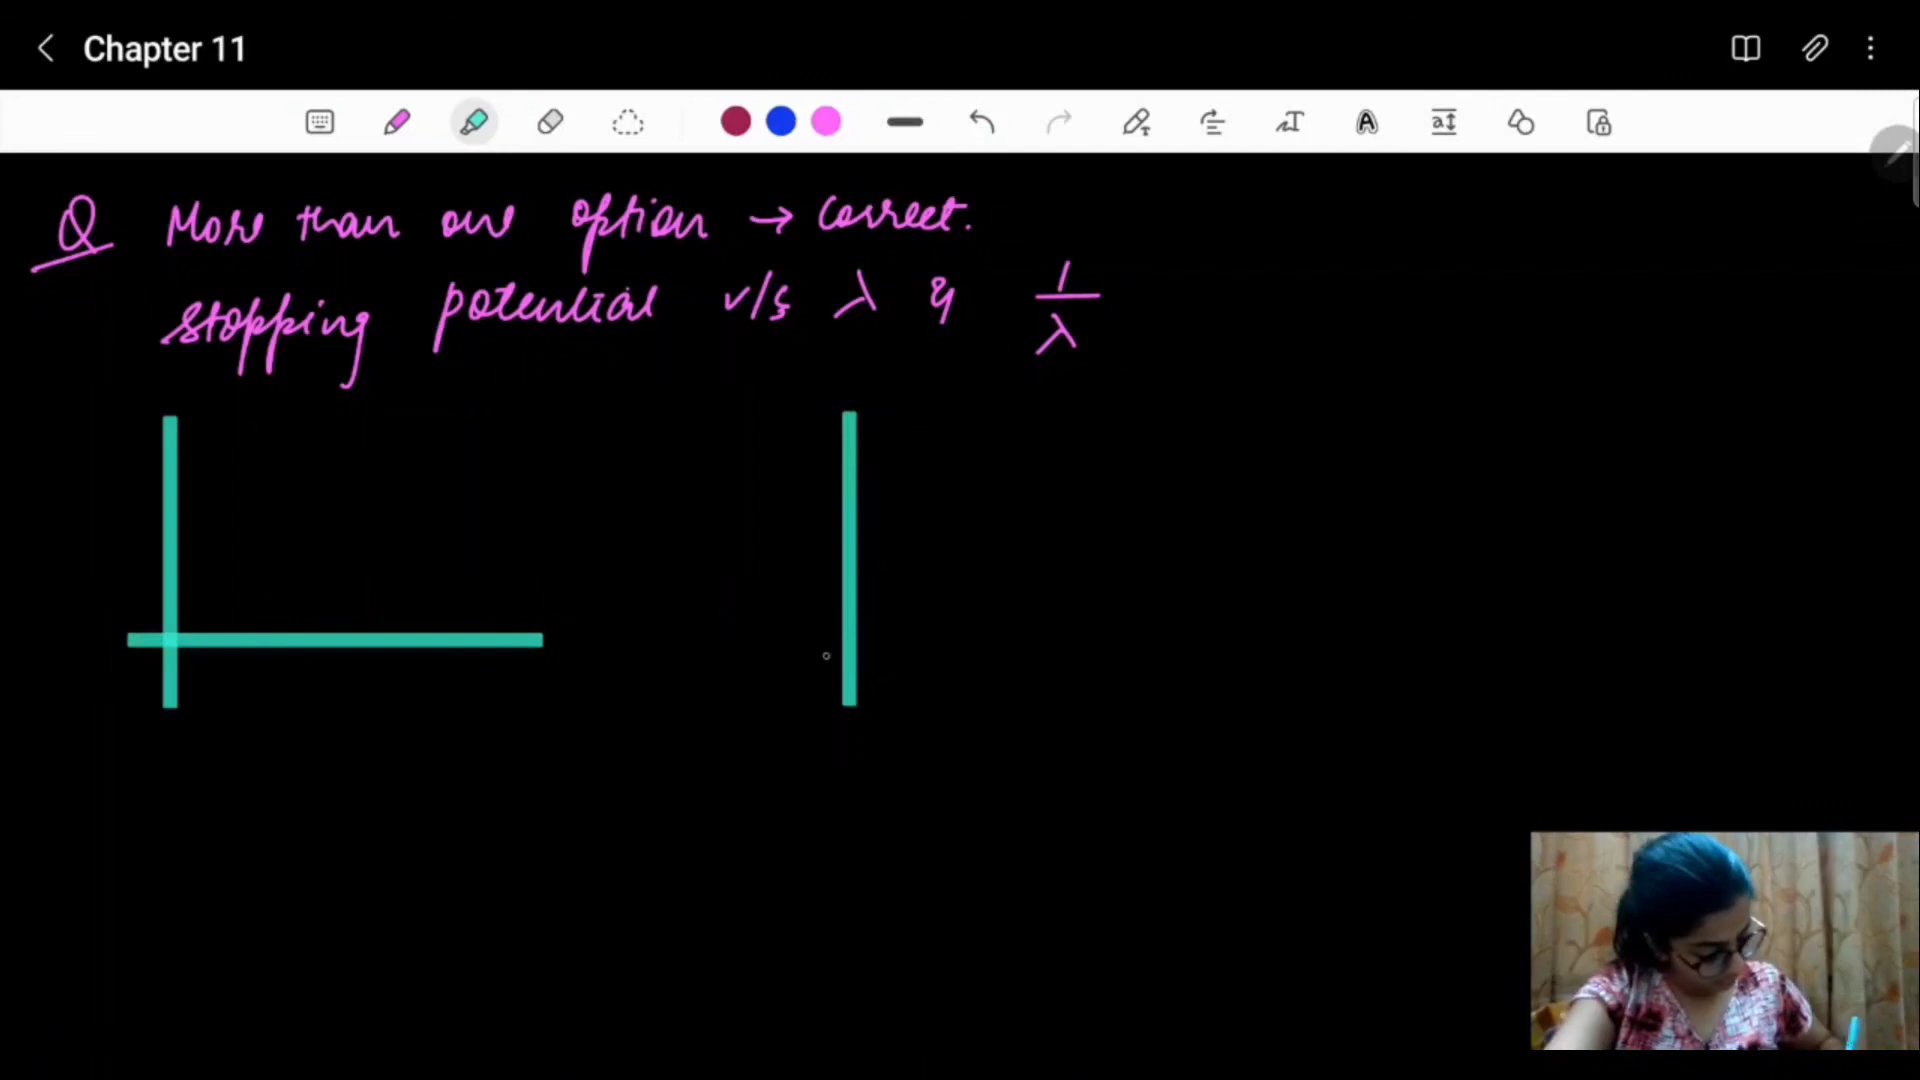 Chapter 11
Q More than one option → correct.
stopping potential v/s λ & 1/λ